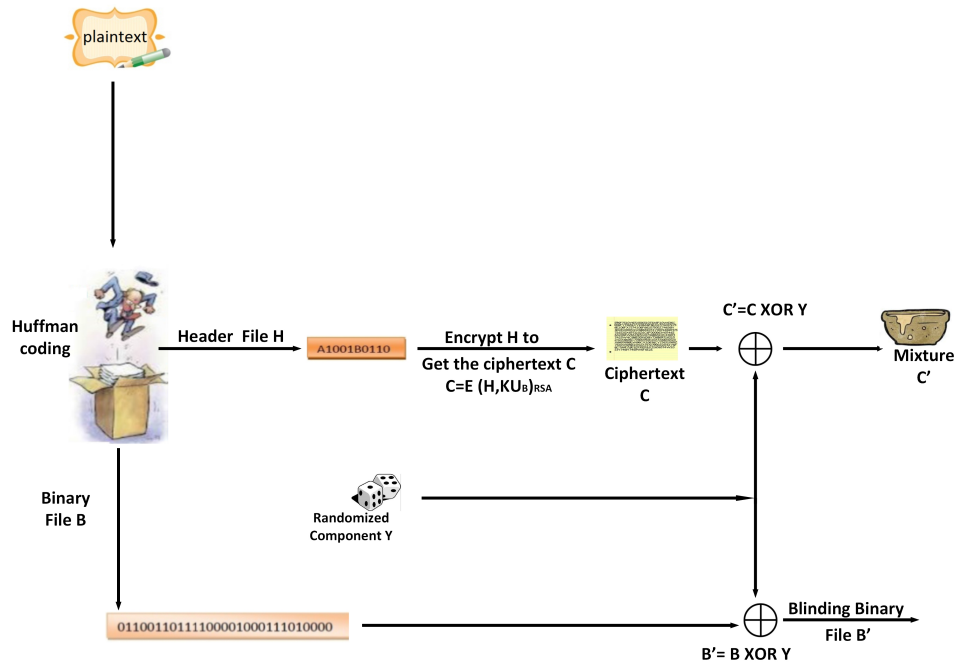 plaintext
Huffman
coding
Header File H
A1001B0110
Encrypt H to
Get the ciphertext C
C=E (H,KUB)RSA
Ciphertext
C
C'=C XOR Y
Mixture
C'
Binary
File B
Randomized
Component Y
01100110111100001000111010000
B'= B XOR Y
Blinding Binary
File B'